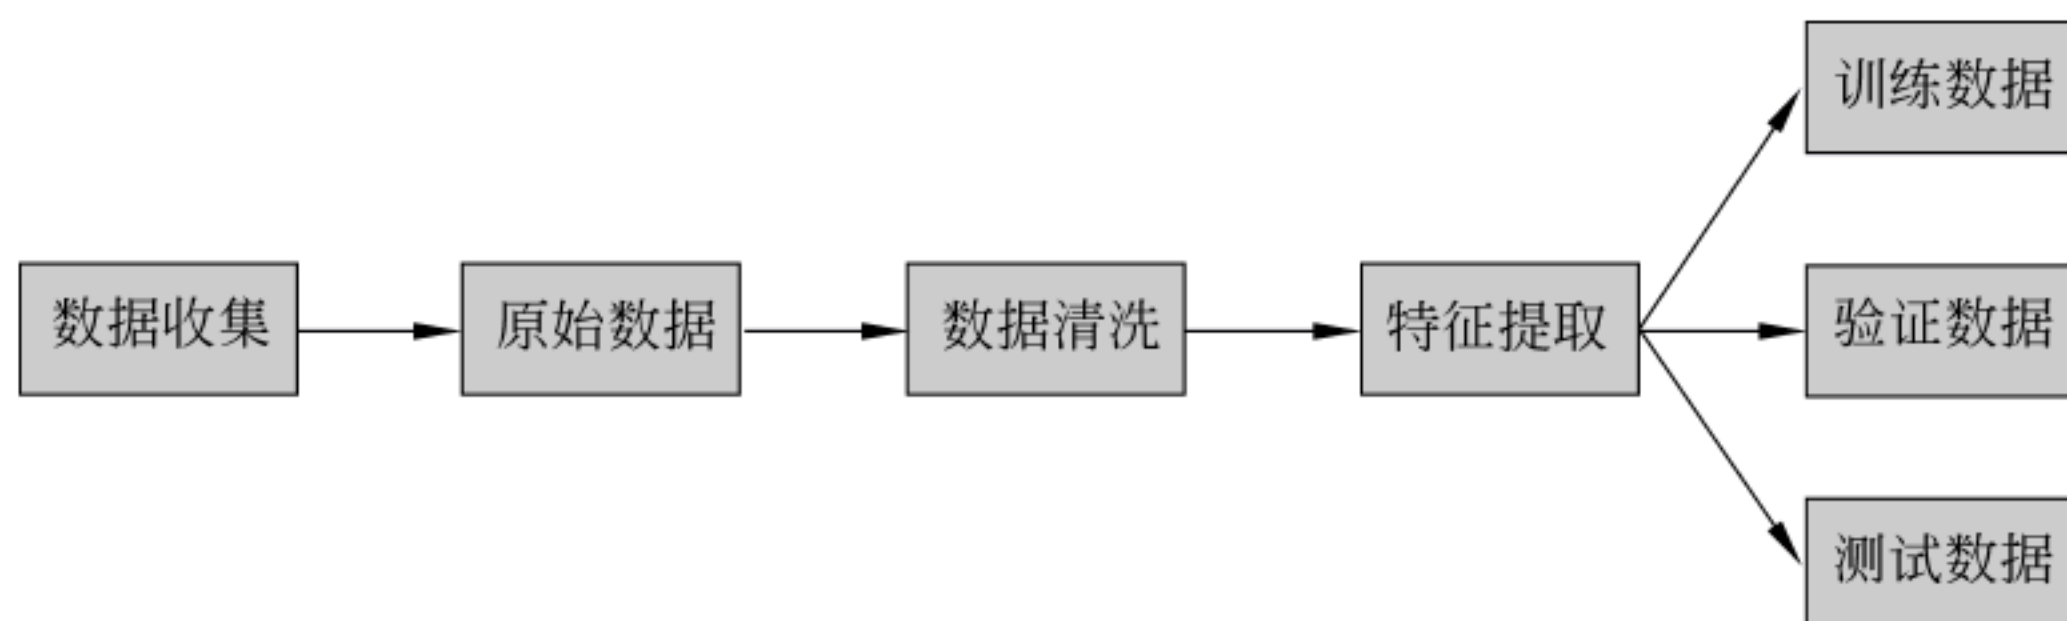 训练数据
数据收集
原始数据
数据清洗
特征提取
验证数据
测试数据